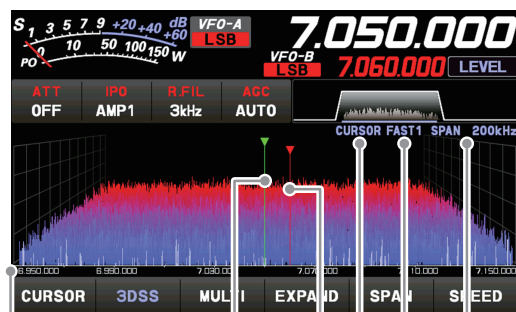 S 1 3 5 7 9 +20 +40 +60 dB
PO 0 10 50 100 150 W
VFO-A
LSB
7.050.000
VFO-B
LSB
7.060.000
LEVEL
ATT IPO R.FIL AGC
OFF AMP1 3kHz AUTO
CURSOR FAST1 SPAN 200kHz
6.950.000 6.990.000 7.030.000 7.070.000 7.110.000 7.150.000
CURSOR 3DSS MULTI EXPAND SPAN SPEED